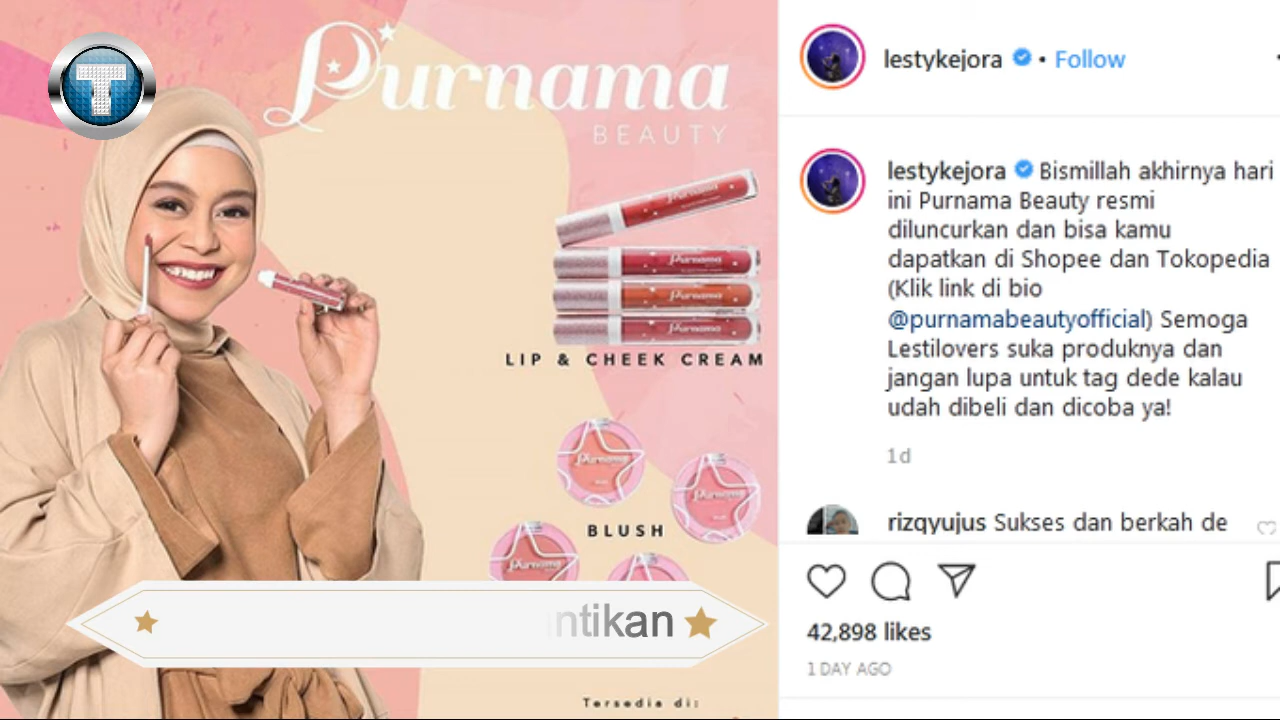 T
Purnama
BEAUTY
Purnama
Purnama
Purnama
Purnama
LIP & CHEEK CREAM
Purnama
Purnama
BLUSH
Purnama
ntikan
Tersedia di:
lestykejora • Follow
lestykejora Bismillah akhirnya hari
ini Purnama Beauty resmi
diluncurkan dan bisa kamu
dapatkan di Shopee dan Tokopedia
(Klik link di bio
@purnamabeautyofficial) Semoga
Lestilovers suka produknya dan
jangan lupa untuk tag dede kalau
udah dibeli dan dicoba ya!
1d
rizqyujus Sukses dan berkah de
42,898 likes
1 DAY AGO